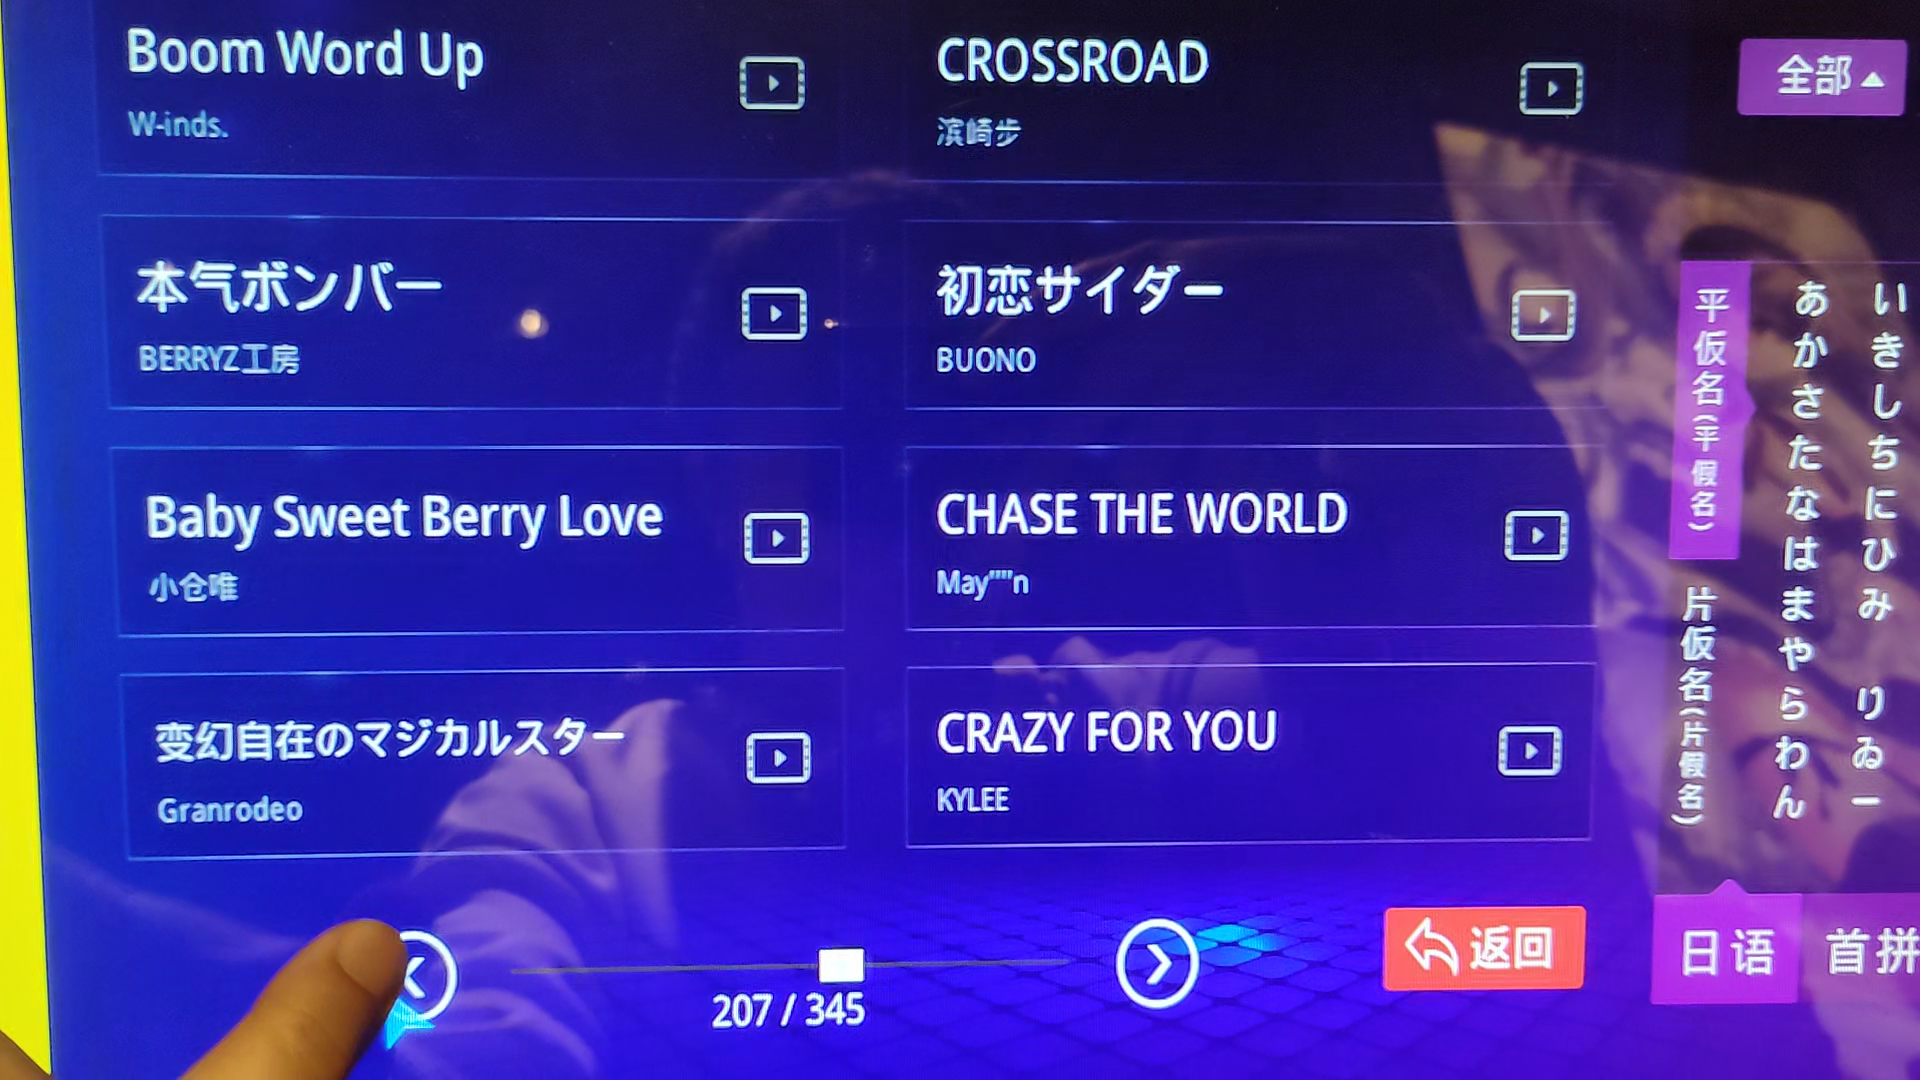 Boom Word Up
W-inds.
CROSSROAD
滨崎步
全部
本气ボンバー
BERRYZ工房
初恋サイダー
BUONO
Baby Sweet Berry Love
小仓唯
CHASE THE WORLD
May""n
变幻自在のマジカルスター
Granrodeo
CRAZY FOR YOU
KYLEE
平仮名(平假名)
片仮名(片假名)
あかさたなはまやらわん
いきしちにひみ りゐー
207 / 345
返回
日语
首拼